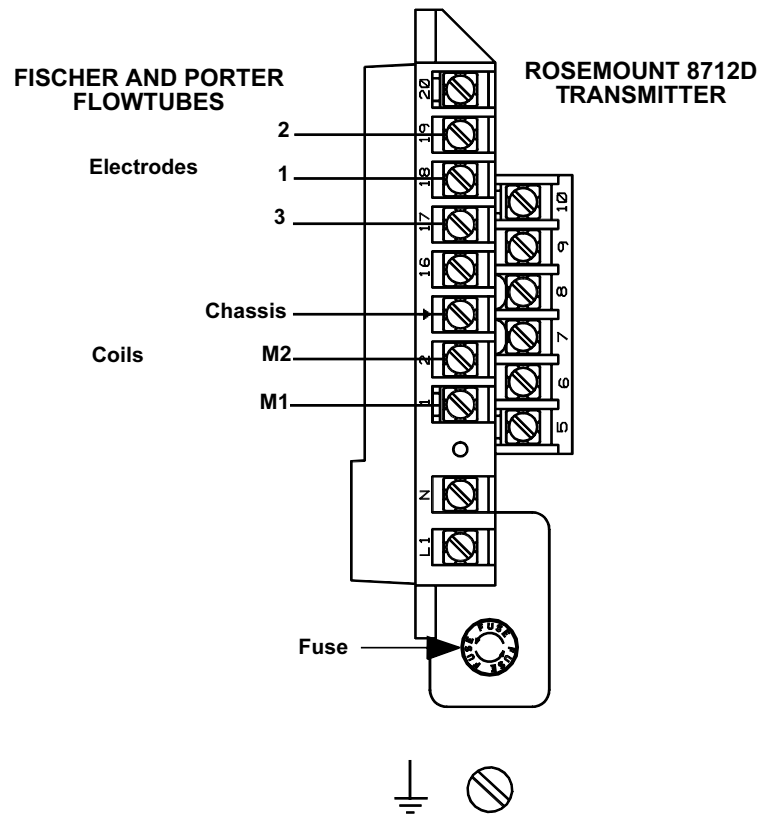 FISCHER AND PORTER
FLOWTUBES
ROSEMOUNT 8712D
TRANSMITTER
20
2
19
Electrodes
1
18
10
3
17
9
16
8
Chassis
7
Coils
M2
2
6
M1
1
5
N
L1
Fuse
FUSE FUSE FUSE